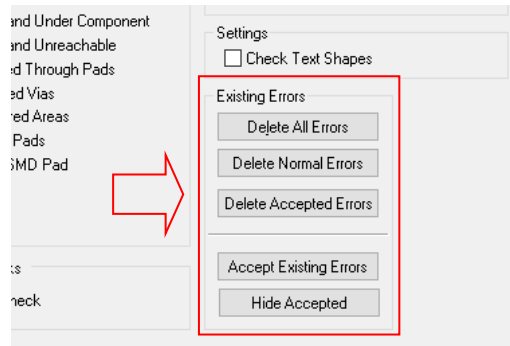 and Under Component
and Unreachable
ed Through Pads
ed Vias
red Areas
Pads
SMD Pad
ks
heck
Settings
Check Text Shapes
Existing Errors
Delete All Errors
Delete Normal Errors
Delete Accepted Errors
Accept Existing Errors
Hide Accepted